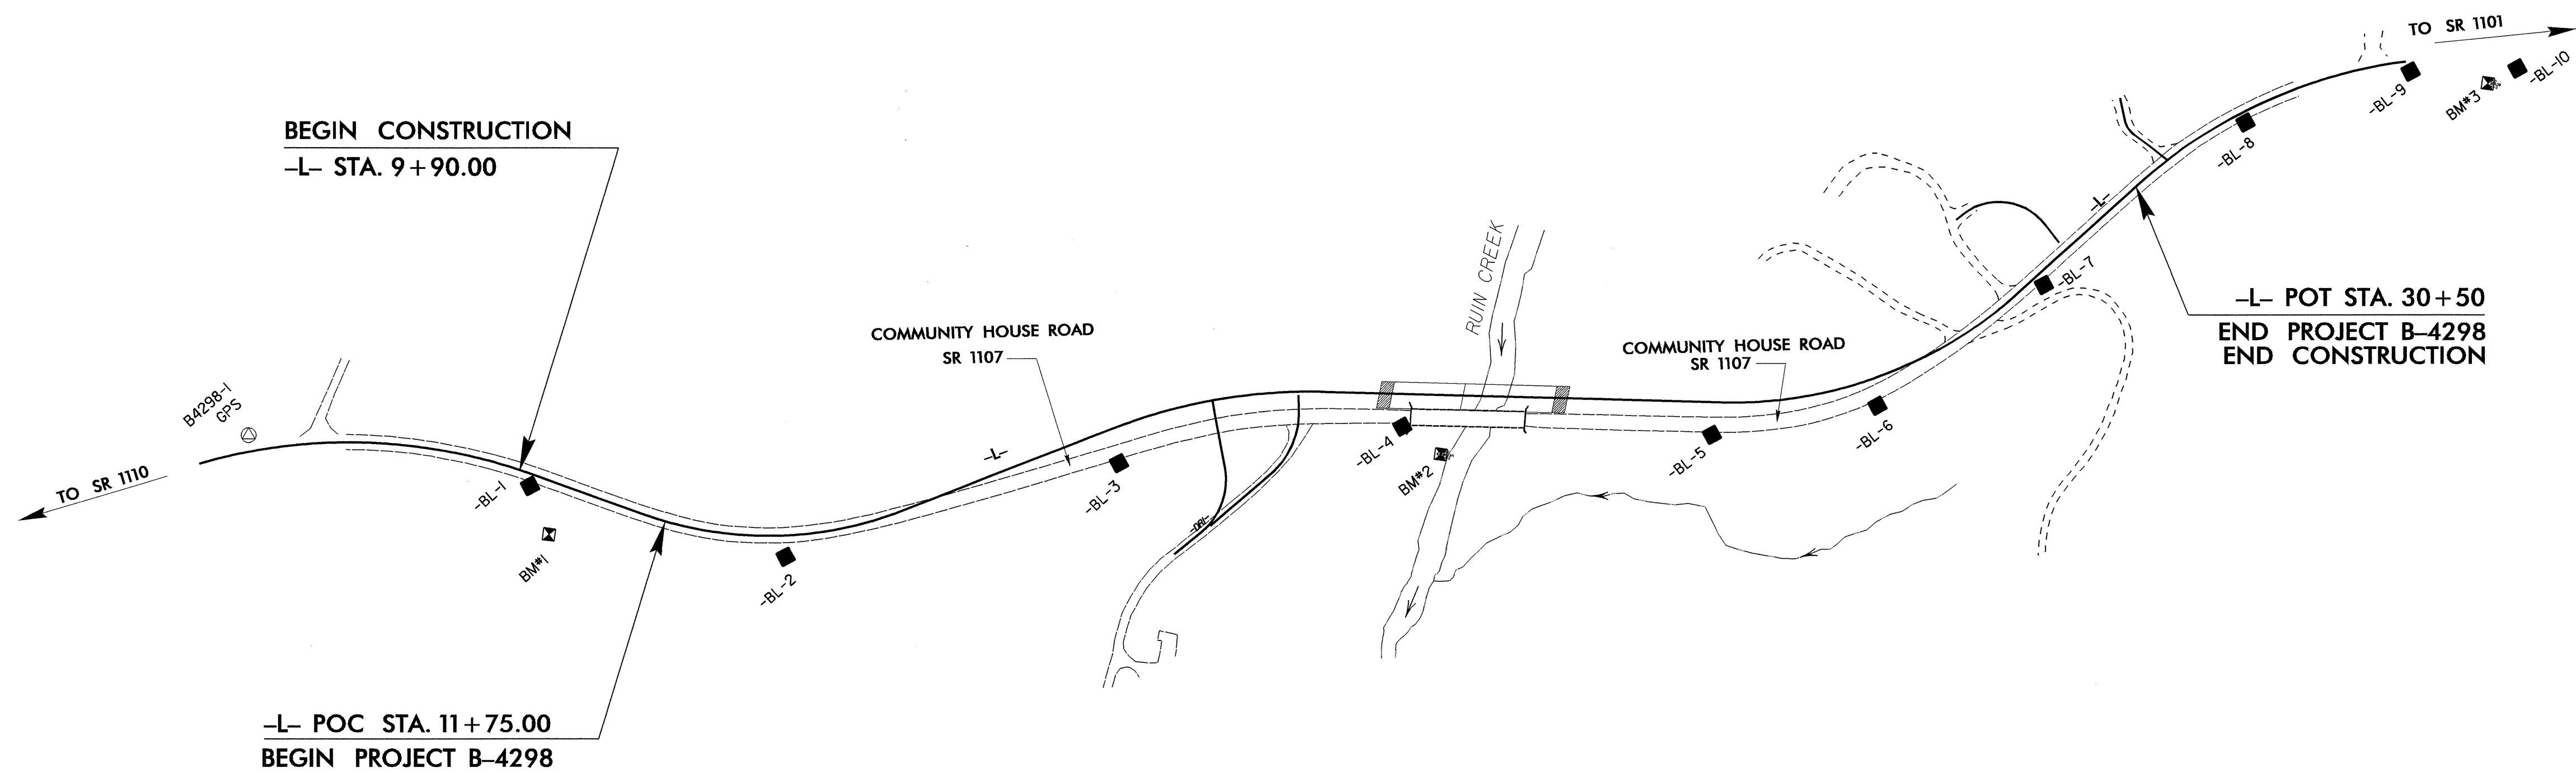 TO SR 1101
BEGIN CONSTRUCTION
-L- STA. 9+90.00
-BL-9
BM#3
-BL-10
-BL-8
-L-
-BL-7
RUIN CREEK
-L- POT STA. 30+50
END PROJECT B-4298
END CONSTRUCTION
COMMUNITY HOUSE ROAD
SR 1107
COMMUNITY HOUSE ROAD
SR 1107
B4298-1
GPS
TO SR 1110
-BL-1
BM#1
-BL-2
-L-
-BL-3
-DR1-
-BL-4
BM#2
-BL-5
-BL-6
-L- POC STA. 11+75.00
BEGIN PROJECT B-4298